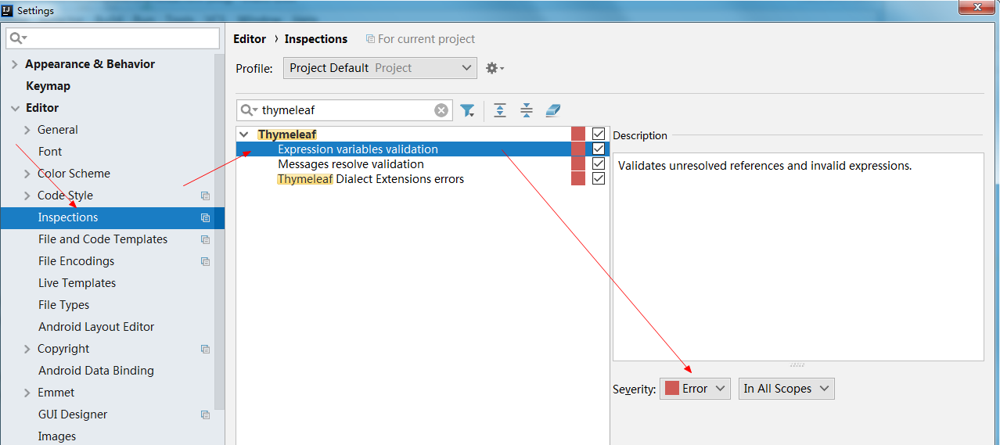 IJ Settings
Appearance & Behavior
Keymap
Editor
General
Font
Color Scheme
Code Style
Inspections
File and Code Templates
File Encodings
Live Templates
File Types
Android Layout Editor
Copyright
Android Data Binding
Emmet
GUI Designer
Images
Editor › Inspections For current project
Profile: Project Default Project
thymeleaf
Thymeleaf
Expression variables validation
Messages resolve validation
Thymeleaf Dialect Extensions errors
Description
Validates unresolved references and invalid expressions.
Severity: Error In All Scopes